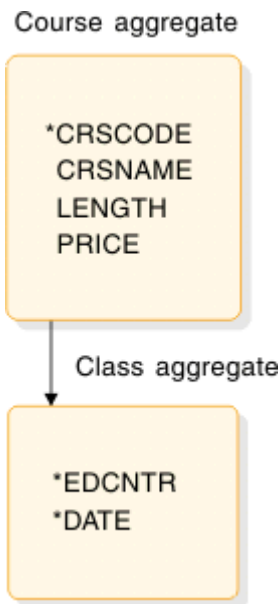 Course aggregate
*CRSCODE
CRSNAME
LENGTH
PRICE
Class aggregate
*EDCNTR
*DATE